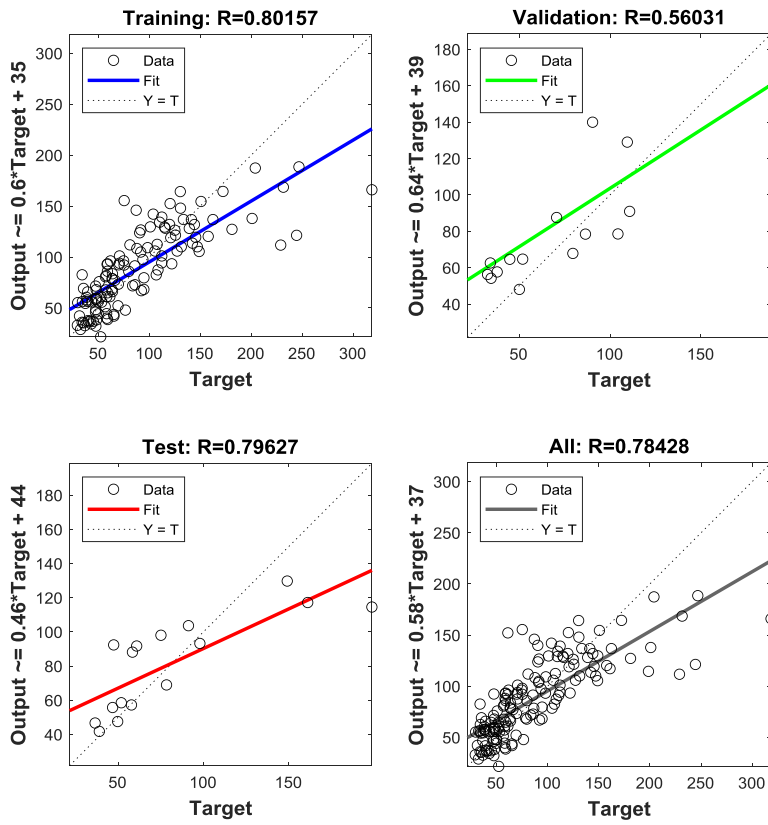 Training: R=0.80157
Output ~= 0.6*Target + 35
300
250
200
150
100
50
Data
Fit
Y = T
50 100 150 200 250 300
Target
Validation: R=0.56031
Output ~= 0.64*Target + 39
180
160
140
120
100
80
60
40
Data
Fit
Y = T
50 100 150
Target
Test: R=0.79627
Output ~= 0.46*Target + 44
180
160
140
120
100
80
60
40
Data
Fit
Y = T
50 100 150
Target
All: R=0.78428
Output ~= 0.58*Target + 37
300
250
200
150
100
50
Data
Fit
Y = T
50 100 150 200 250 300
Target